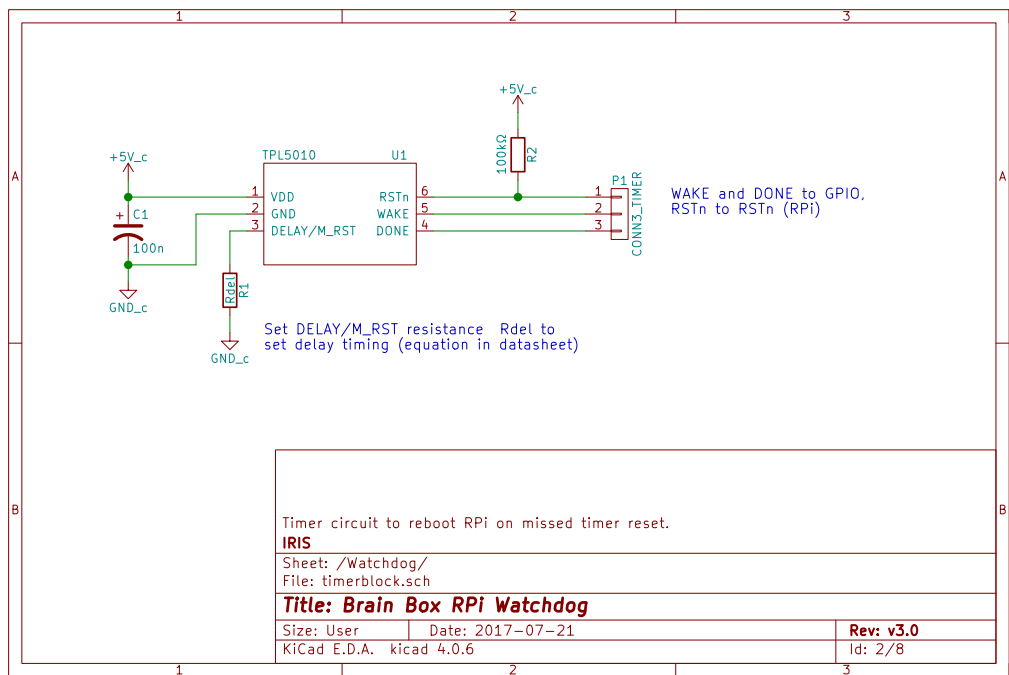 1 2 3
+5V_c
+5V_c
100kΩ
R2
TPL5010 U1
A A
P1
CONN3_TIMER
1 VDD
2 GND
3 DELAY/M_RST
RSTn 6
WAKE 5
DONE 4
1
2
3
WAKE and DONE to GPIO,
RSTn to RSTn (RPi)
+ C1
100n
GND_c
Rdel
R1
GND_c
Set DELAY/M_RST resistance  Rdel to
set delay timing (equation in datasheet)
B B
Timer circuit to reboot RPi on missed timer reset.
IRIS
Sheet: /Watchdog/
File: timerblock.sch
Title: Brain Box RPi Watchdog
Size: User Date: 2017-07-21 Rev: v3.0
KiCad E.D.A.  kicad 4.0.6 Id: 2/8
1 2 3